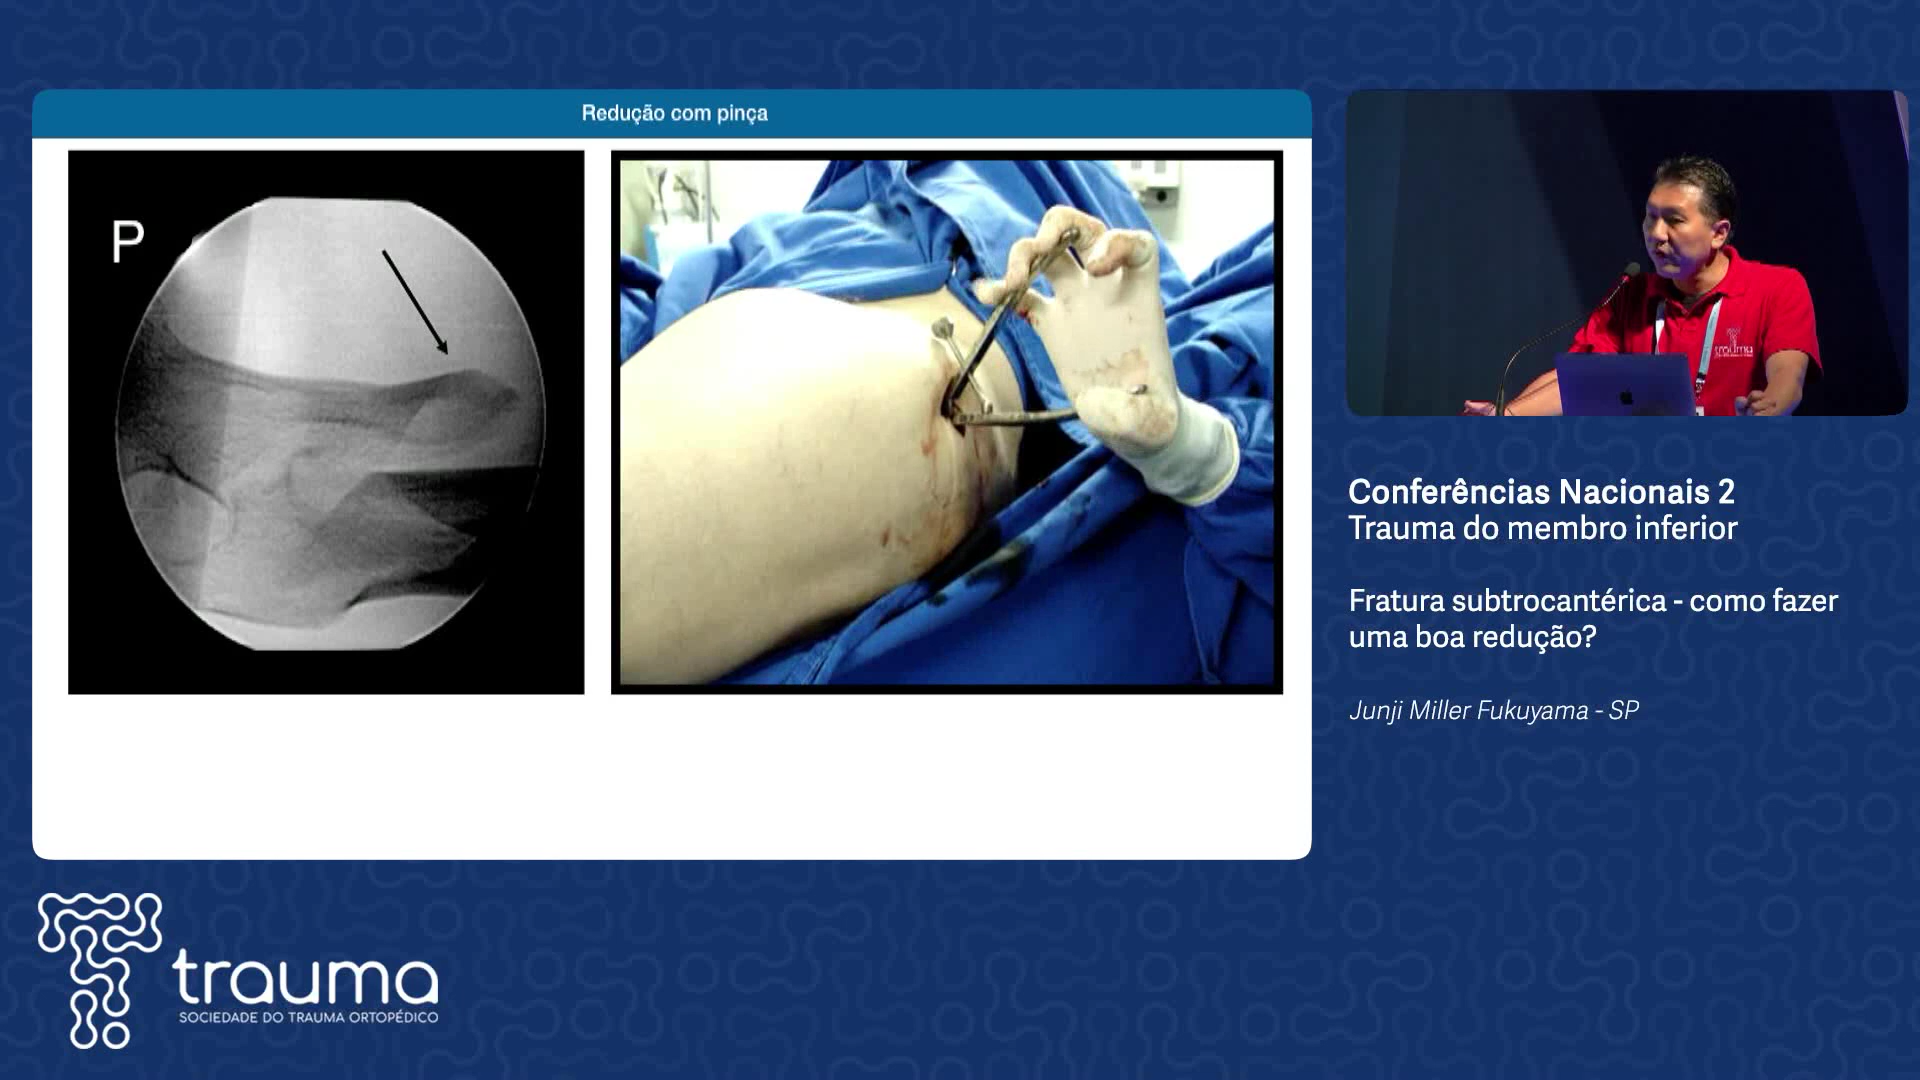 Redução com pinça
P
Conferências Nacionais 2
Trauma do membro inferior
Fratura subtrocantérica - como fazer
uma boa redução?
Junji Miller Fukuyama - SP
trauma
trauma
SOCIEDADE DO TRAUMA ORTOPÉDICO